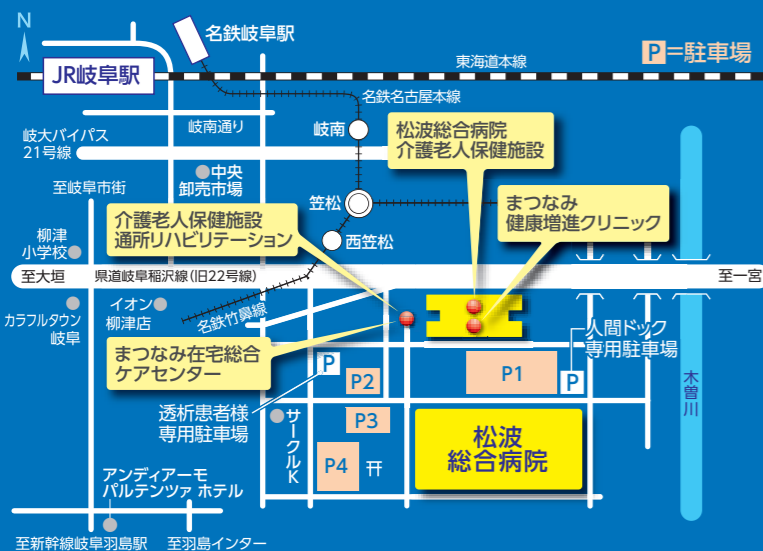 N
名鉄岐阜駅
東海道本線
P=駐車場
JR岐阜駅
名鉄名古屋本線
岐南通り
岐南
松波総合病院
介護老人保健施設
岐大バイパス
21号線
中央
卸売市場
至岐阜市街
笠松
まつなみ
健康増進クリニック
介護老人保健施設
通所リハビリテーション
柳津
小学校
西笠松
至大垣
県道岐阜稲沢線(旧22号線)
至一宮
カラフルタウン
岐阜
イオン
柳津店
名鉄竹鼻線
まつなみ在宅総合
ケアセンター
人間ドック
専用駐車場
P
P2
P1
P
木曽川
透析患者様
専用駐車場
サークルK
P3
松波
総合病院
P4
アンディアーモ
パルテンツァ ホテル
至新幹線岐阜羽島駅
至羽島インター